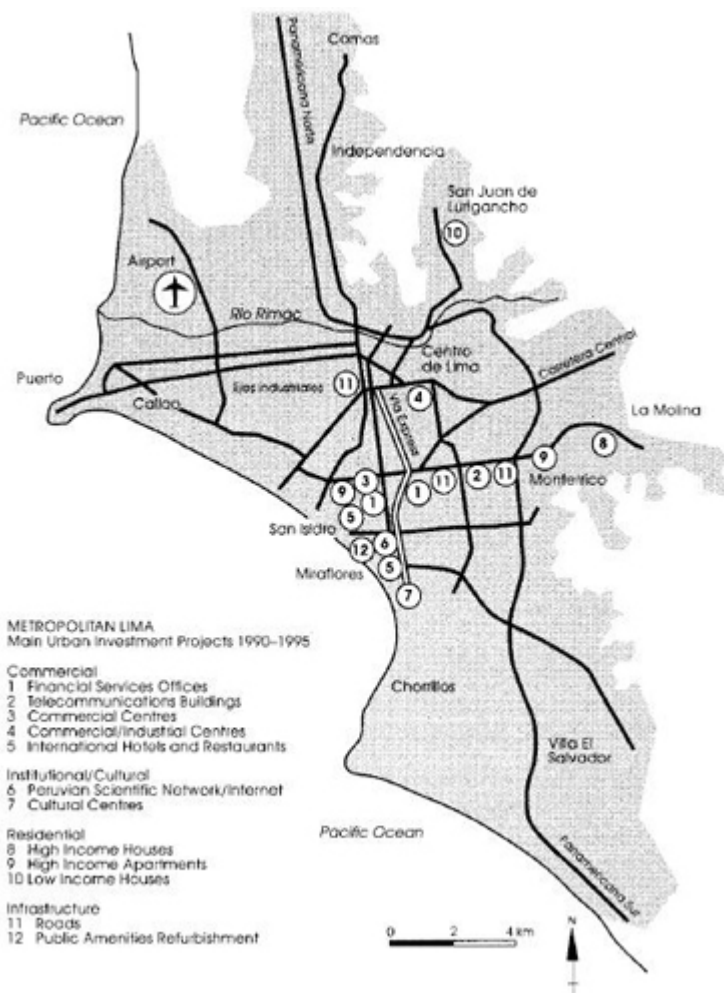 Comas
Panamericana Norte
Pacific Ocean
Independencia
San Juan de
Lurigancho
10
Airport
Río Rimac
Centro
de Lima
Carretera Central
Puerto
Callao
Ejes Industriales
11
Vía Expresa
4
La Molina
8
9
3
1
1
11
2
11
9
Monterrico
5
San Isidro
12
6
Miraflores
5
7
METROPOLITAN LIMA
Main Urban Investment Projects 1990–1995
Commercial
1 Financial Services Offices
2 Telecommunications Buildings
3 Commercial Centres
4 Commercial/Industrial Centres
5 International Hotels and Restaurants
Institutional/Cultural
6 Peruvian Scientific Network/Internet
7 Cultural Centres
Residential
8 High Income Houses
9 High Income Apartments
10 Low Income Houses
Infrastructure
11 Roads
12 Public Amenities Refurbishment
Chorrillos
Villa El
Salvador
Pacific Ocean
Panamericana Sur
0 2 4 km
N